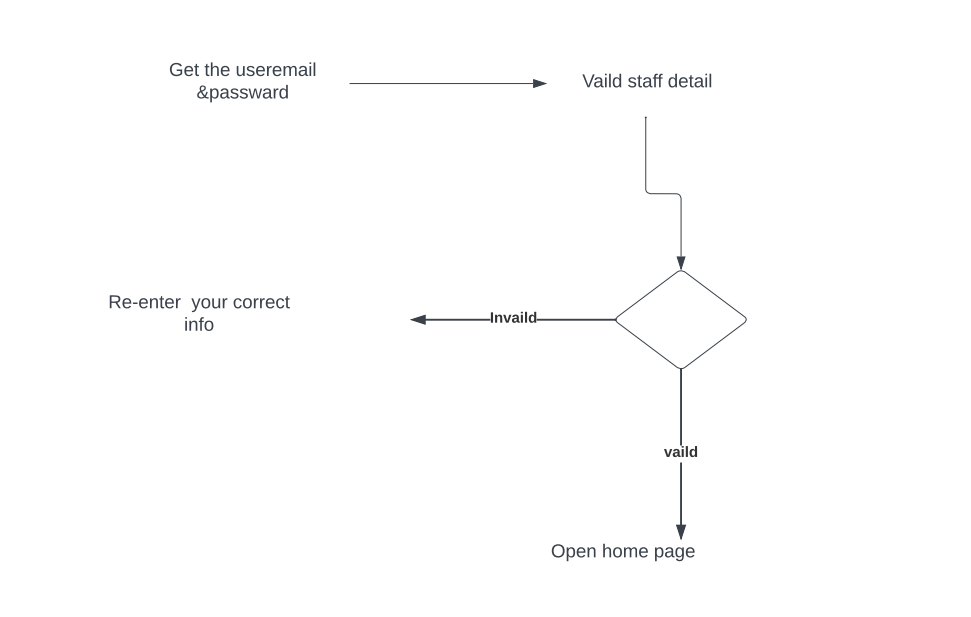 Get the useremail
&passward
Vaild staff detail
Re-enter  your correct
info
Invaild
vaild
Open home page